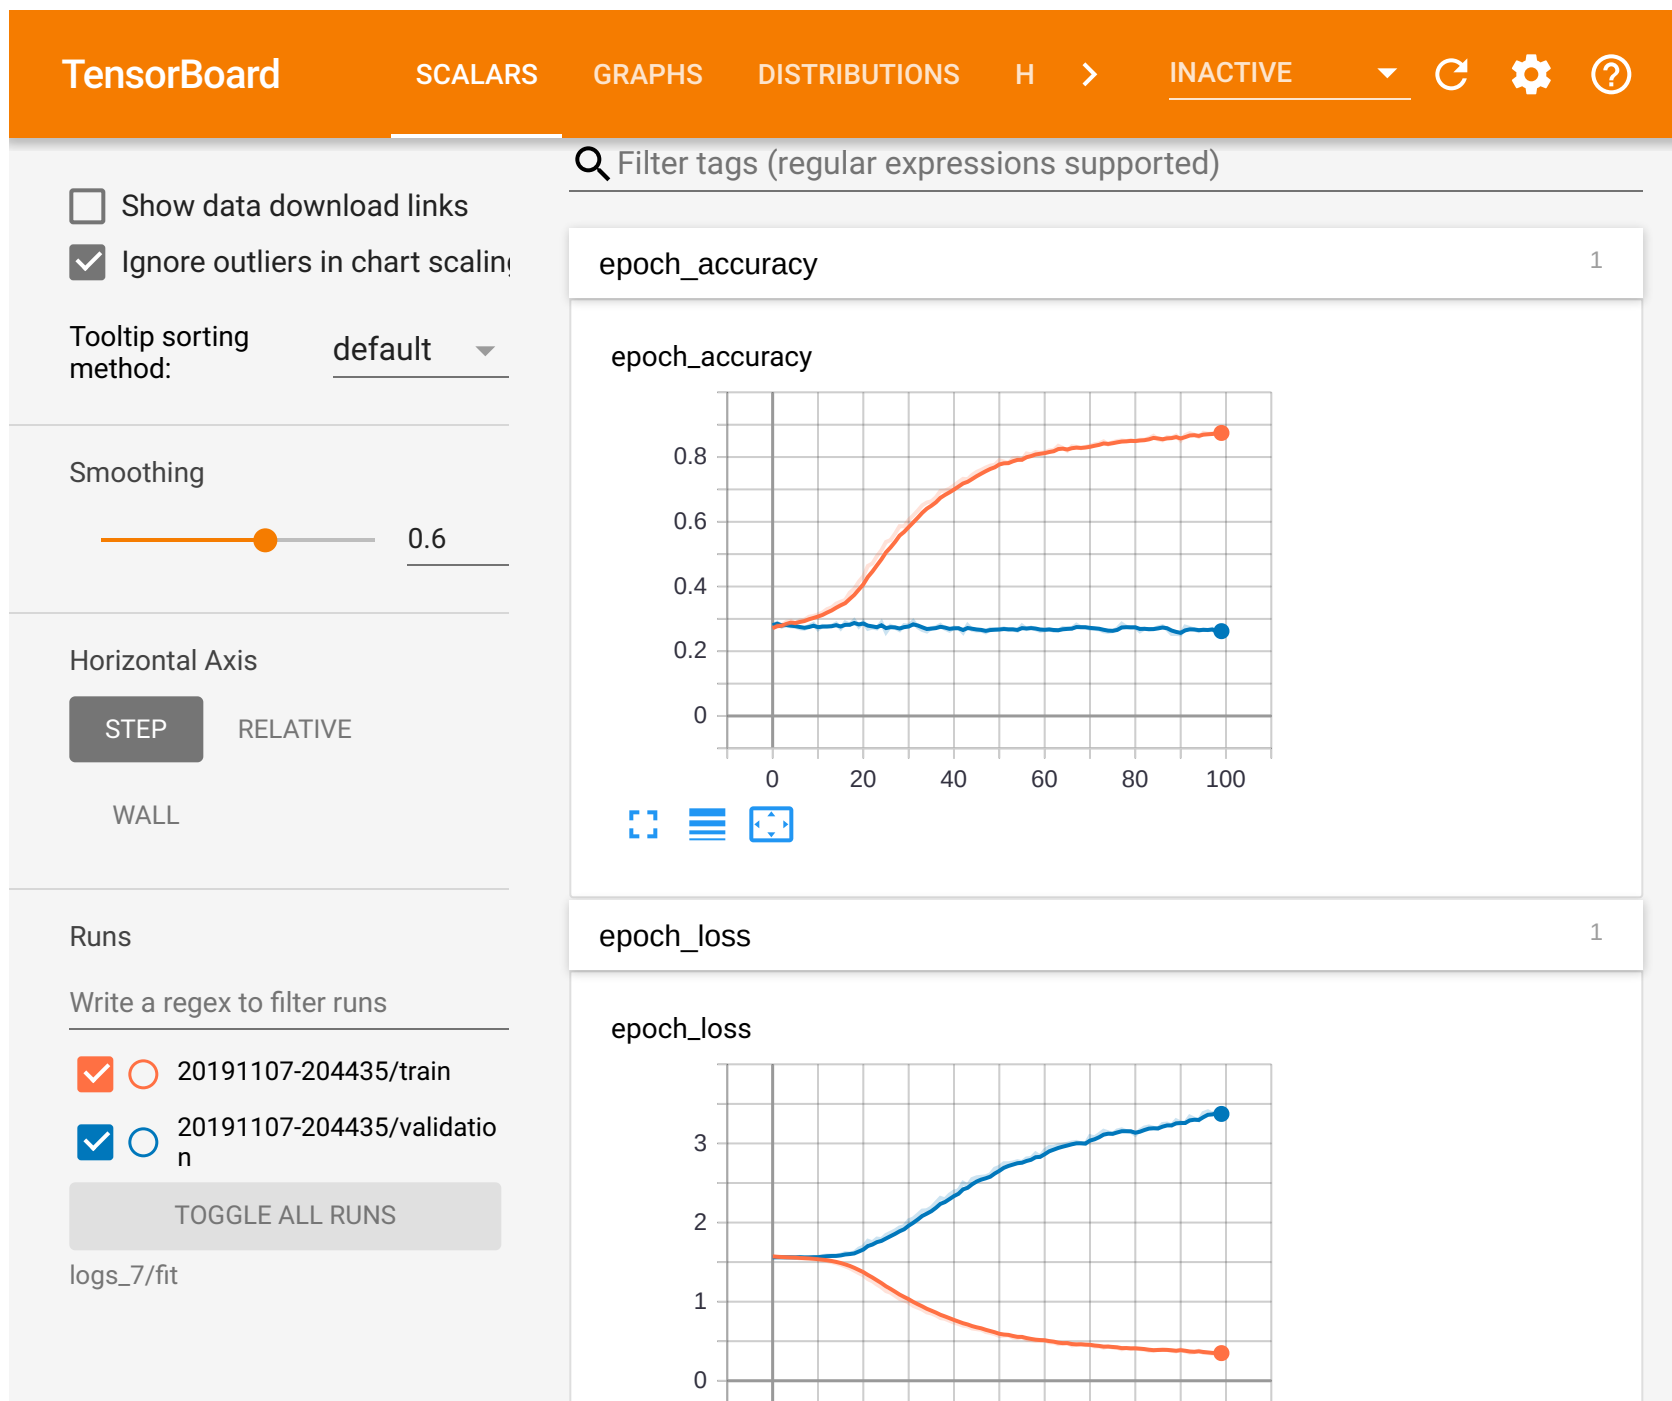 TensorBoard SCALARS GRAPHS DISTRIBUTIONS H INACTIVE
Filter tags (regular expressions supported)
Show data download links
Ignore outliers in chart scaling
Tooltip sorting
method:
default
Smoothing
0.6
Horizontal Axis
STEP RELATIVE
WALL
Runs
Write a regex to filter runs
20191107-204435/train
20191107-204435/validatio
n
TOGGLE ALL RUNS
logs_7/fit
epoch_accuracy 1
epoch_accuracy
0.8
0.6
0.4
0.2
0
0 20 40 60 80 100
epoch_loss 1
epoch_loss
3
2
1
0